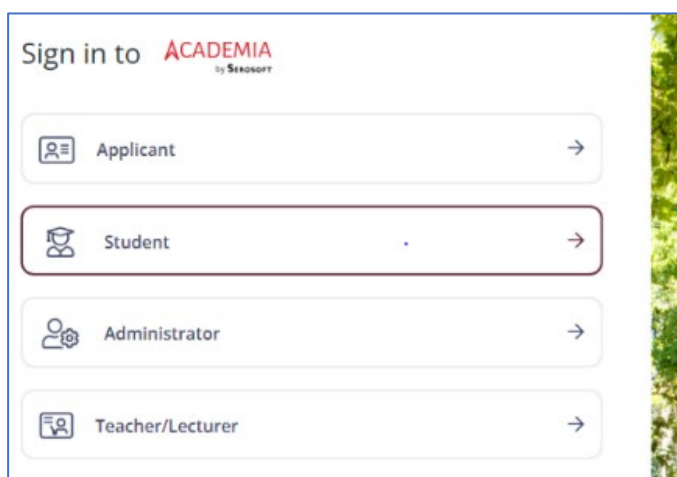 Sign in to ACADEMIA
by SEROSOFT
Applicant
Student
Administrator
Teacher/Lecturer